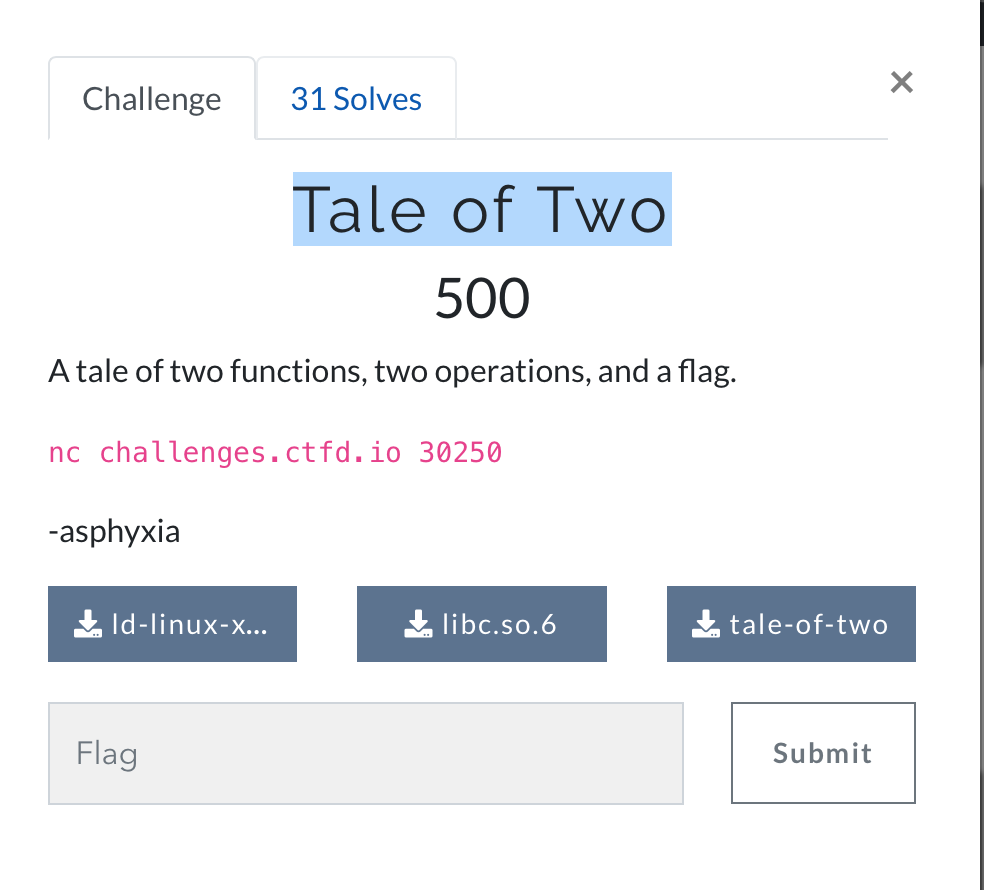 Challenge
31 Solves
×
Tale of Two
500
A tale of two functions, two operations, and a flag.
nc challenges.ctfd.io 30250
-asphyxia
ld-linux-x...
libc.so.6
tale-of-two
Flag
Submit